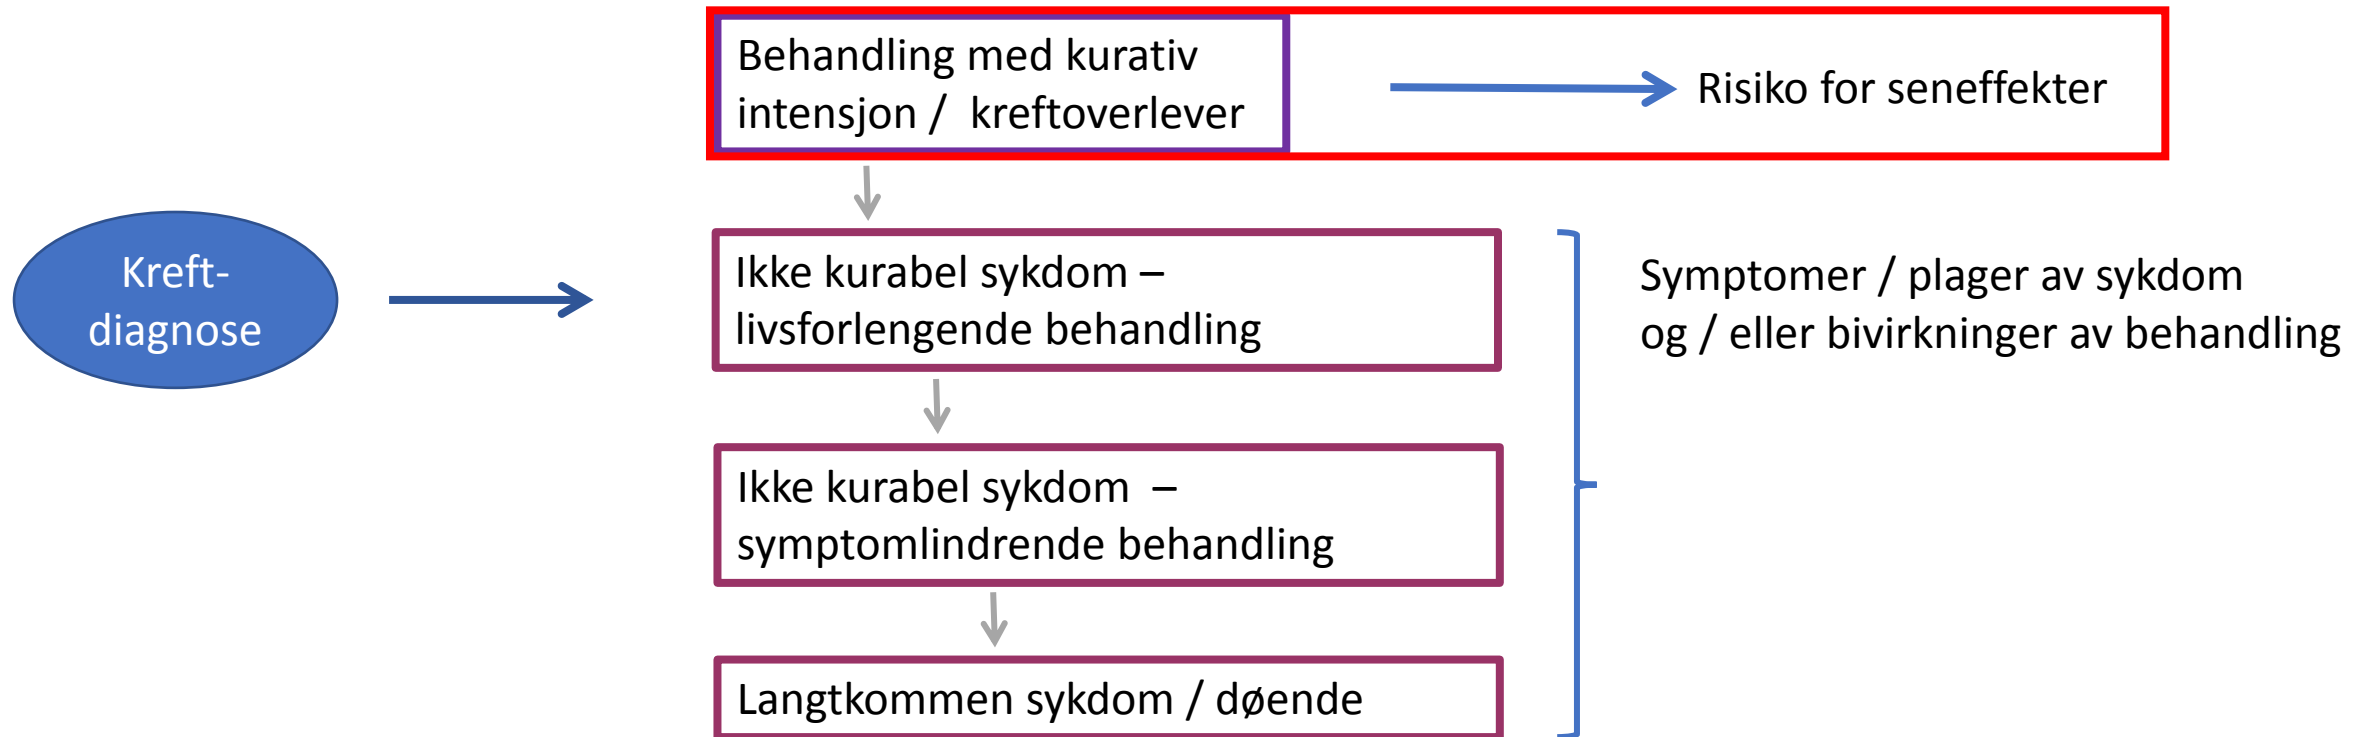 Behandling med kurativ
intensjon / kreftoverlever
Risiko for seneffekter
Kreft-
diagnose
Ikke kurabel sykdom –
livsforlengende behandling
Symptomer / plager av sykdom
og / eller bivirkninger av behandling
Ikke kurabel sykdom –
symptomlindrende behandling
Langtkommen sykdom / døende